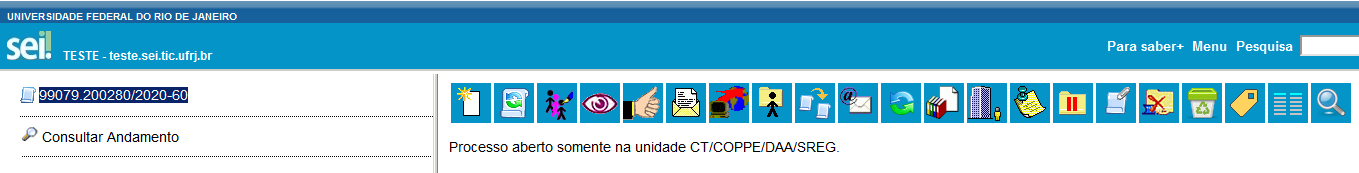 UNIVERSIDADE FEDERAL DO RIO DE JANEIRO
sei!
TESTE - teste.sei.tic.ufrj.br
Para saber+ Menu Pesquisa
99079.200280/2020-60
Consultar Andamento
Processo aberto somente na unidade CT/COPPE/DAA/SREG.